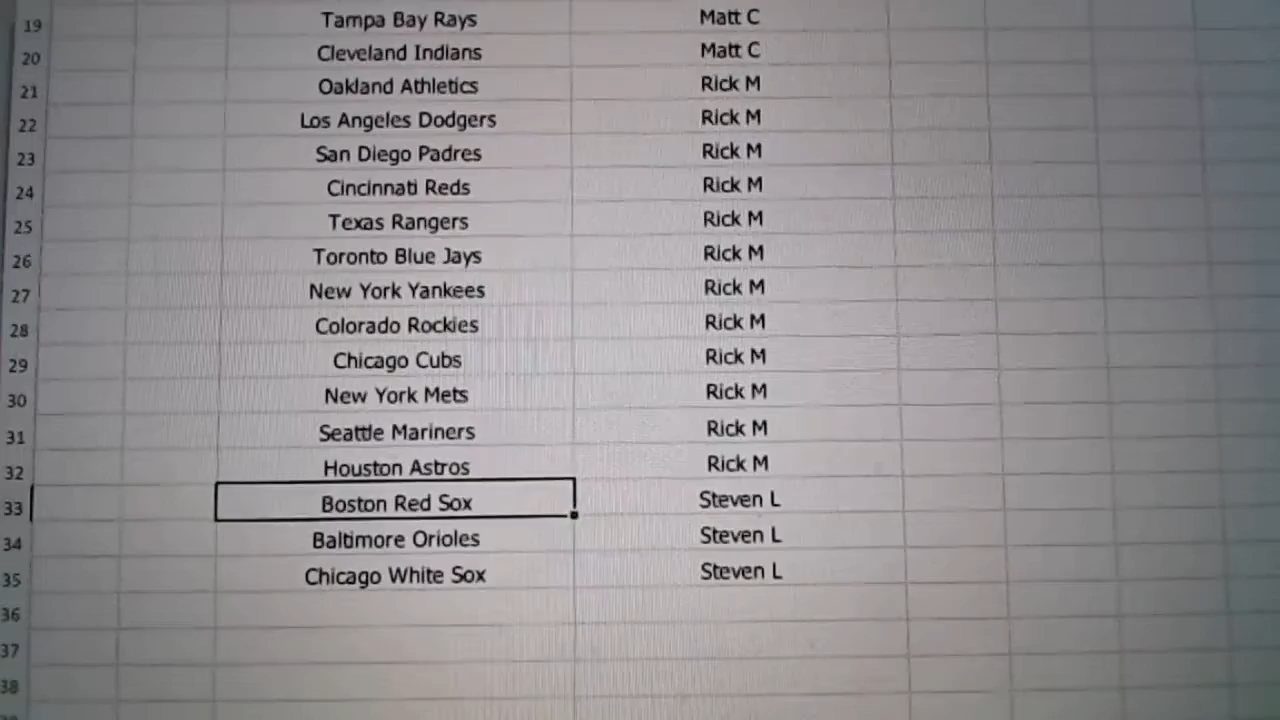 19 Tampa Bay Rays Matt C
20 Cleveland Indians Matt C
21 Oakland Athletics Rick M
22 Los Angeles Dodgers Rick M
23 San Diego Padres Rick M
24 Cincinnati Reds Rick M
25 Texas Rangers Rick M
26 Toronto Blue Jays Rick M
27 New York Yankees Rick M
28 Colorado Rockies Rick M
29 Chicago Cubs Rick M
30 New York Mets Rick M
31 Seattle Mariners Rick M
32 Houston Astros Rick M
33 Boston Red Sox Steven L
34 Baltimore Orioles Steven L
35 Chicago White Sox Steven L
36
37
38